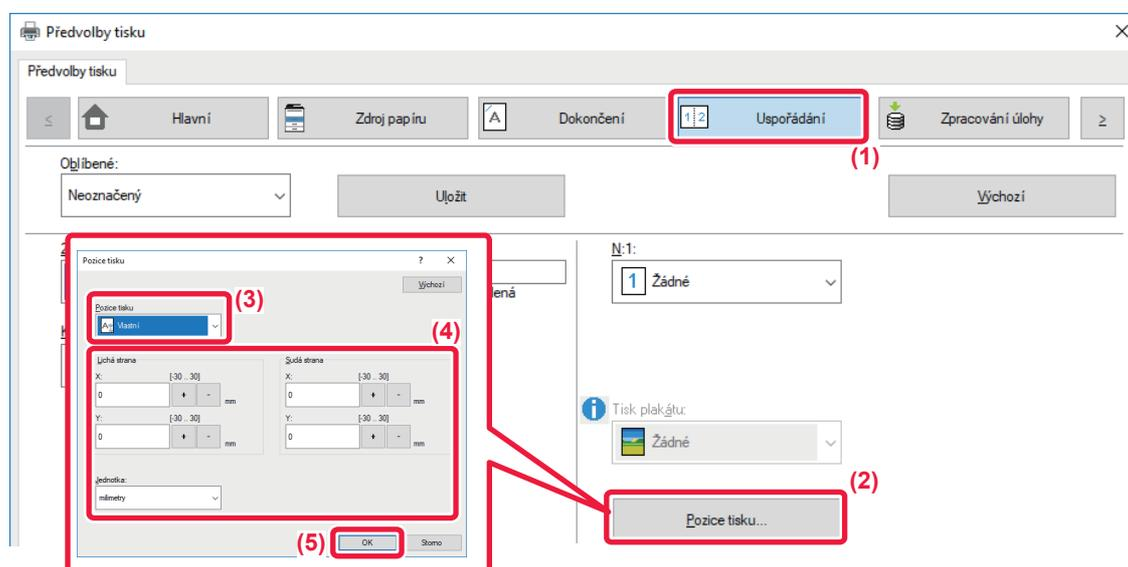 Předvolby tisku
Předvolby tisku
Hlavní
Zdroj papíru
Dokončení
Uspořádání
Zpracování úlohy
(1)
Oblíbené:
Neoznačený
Uložit
Výchozí
Pozice tisku
Výchozí
Pozice tisku
Vlastní
(3)
(4)
Lichá strana
X: [-30 .. 30]
0 + - mm
Y: [-30 .. 30]
0 + - mm
Sudá strana
X: [-30 .. 30]
0 + - mm
Y: [-30 .. 30]
0 + - mm
Jednotka:
milimetry
(5)
OK
Storno
lená
N:1:
1 Žádné
Tisk plakátu:
Žádné
(2)
Pozice tisku...